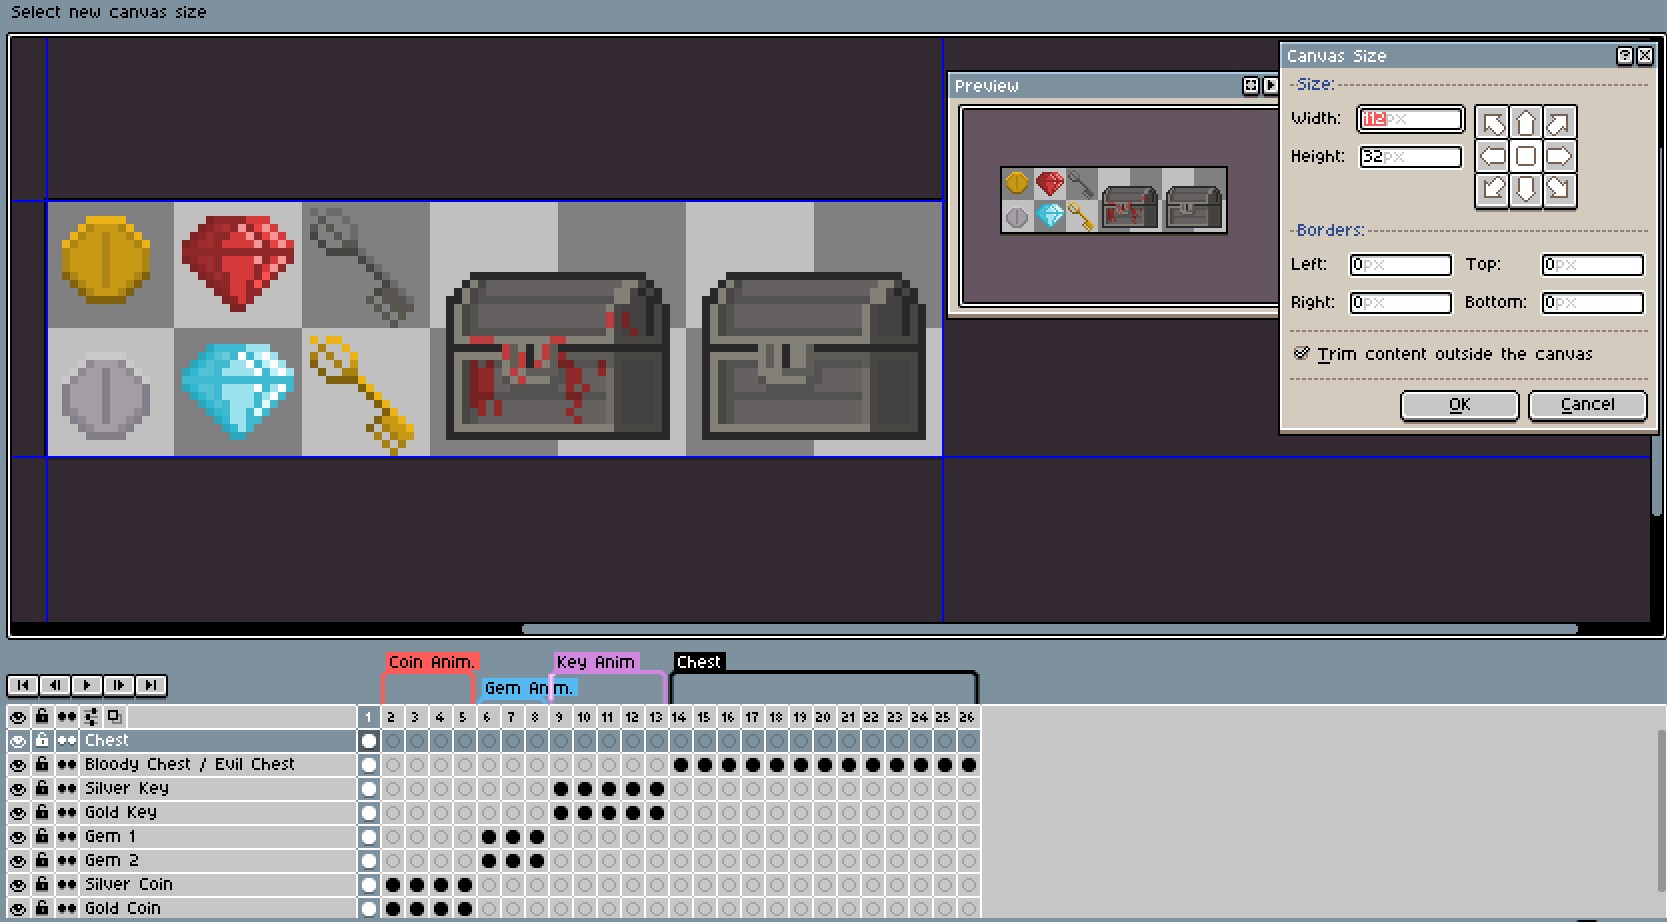 Select new canvas size
Preview
Canvas Size
Size:
Width: 112px
Height: 32px
Borders:
Left: 0px Top: 0px
Right: 0px Bottom: 0px
Trim content outside the canvas
OK Cancel
Coin Anim. Key Anim Chest
Gem Anim.
1 2 3 4 5 6 7 8 9 10 11 12 13 14 15 16 17 18 19 20 21 22 23 24 25 26
Chest
Bloody Chest / Evil Chest
Silver Key
Gold Key
Gem 1
Gem 2
Silver Coin
Gold Coin